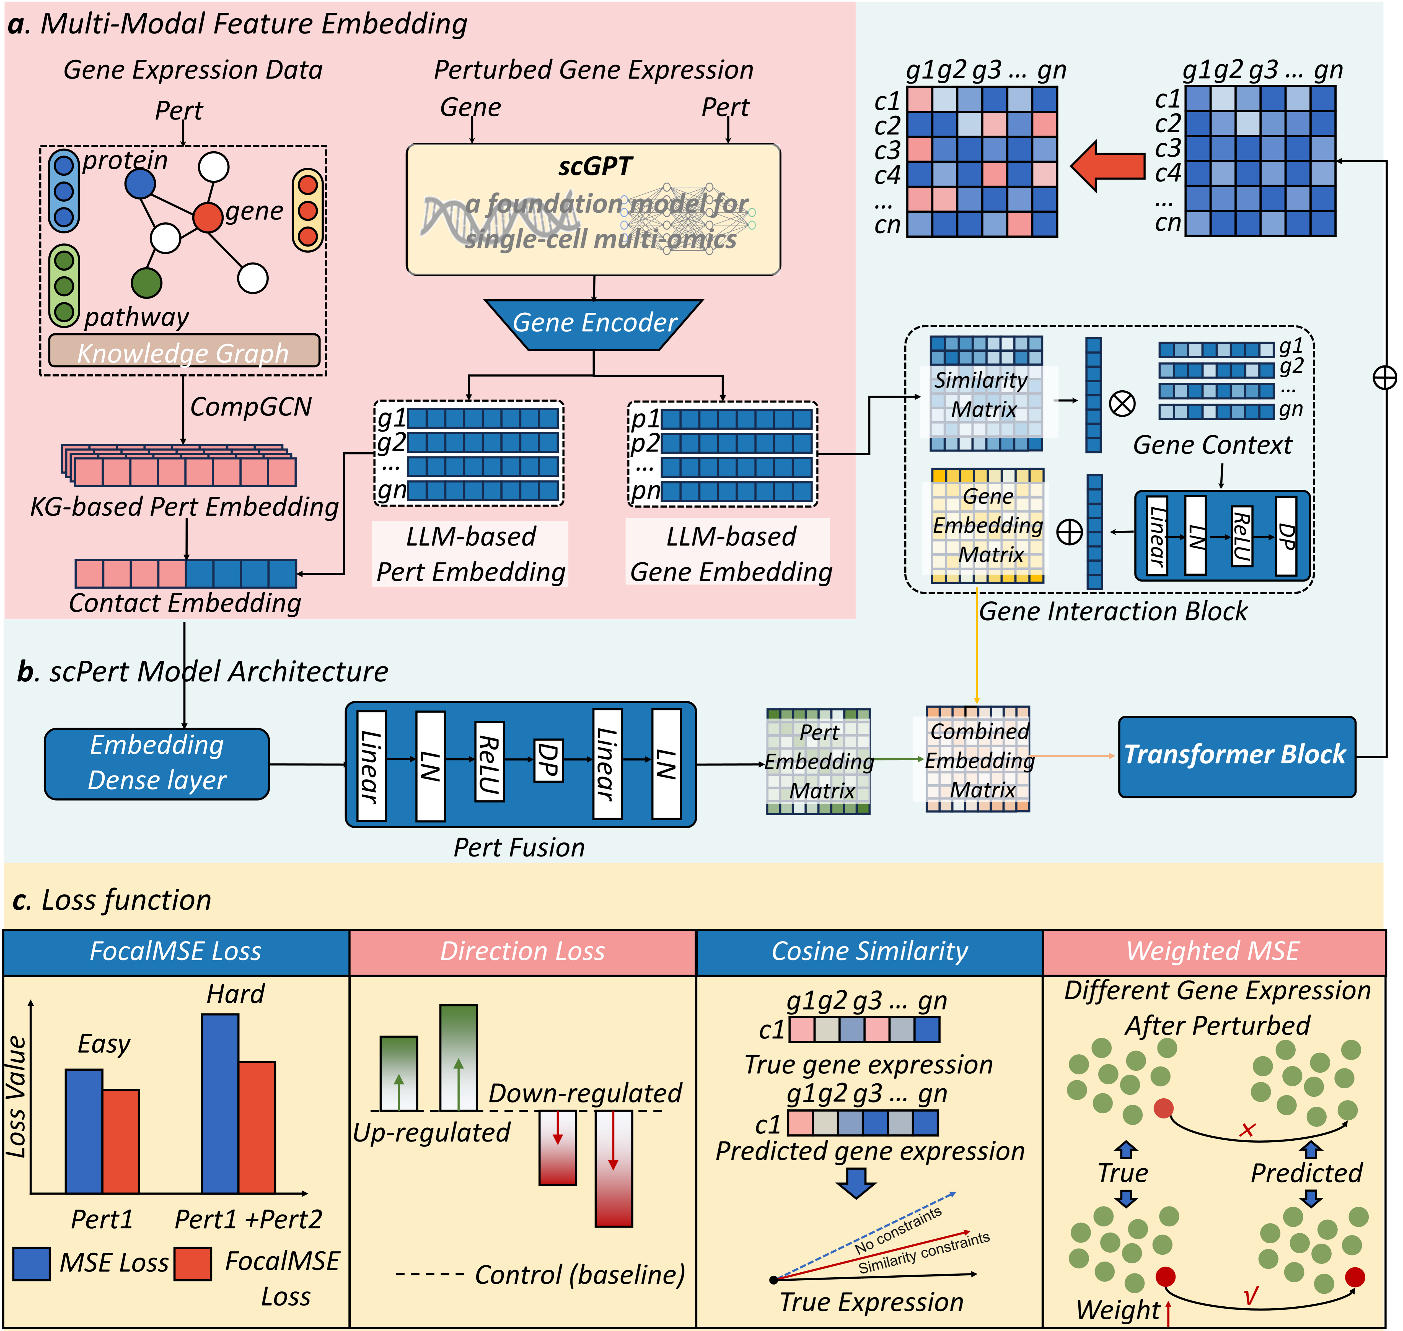 a. Multi-Modal Feature Embedding
Gene Expression Data
Pert
protein
gene
pathway
Knowledge Graph
CompGCN
KG-based Pert Embedding
Contact Embedding
Perturbed Gene Expression
Gene
Pert
scGPT
a foundation model for
single-cell multi-omics
Gene Encoder
g1
g2
...
gn
LLM-based
Pert Embedding
p1
p2
...
pn
LLM-based
Gene Embedding
g1 g2 g3 ... gn
c1
c2
c3
c4
...
cn
g1 g2 g3 ... gn
c1
c2
c3
c4
...
cn
Similarity
Matrix
g1
g2
...
gn
Gene Context
Gene
Embedding
Matrix
Linear
LN
ReLU
DP
Gene Interaction Block
b. scPert Model Architecture
Embedding
Dense layer
Linear
LN
ReLU
DP
Linear
LN
Pert Fusion
Pert
Embedding
Matrix
Combined
Embedding
Matrix
Transformer Block
c. Loss function
FocalMSE Loss
Loss Value
Easy
Hard
Pert1
Pert1 +Pert2
MSE Loss
FocalMSE
Loss
Direction Loss
Up-regulated
Down-regulated
Control (baseline)
Cosine Similarity
g1 g2 g3 ... gn
c1
True gene expression
g1 g2 g3 ... gn
c1
Predicted gene expression
No constraints
Similarity constraints
True Expression
Weighted MSE
Different Gene Expression
After Perturbed
×
True
Predicted
√
Weight